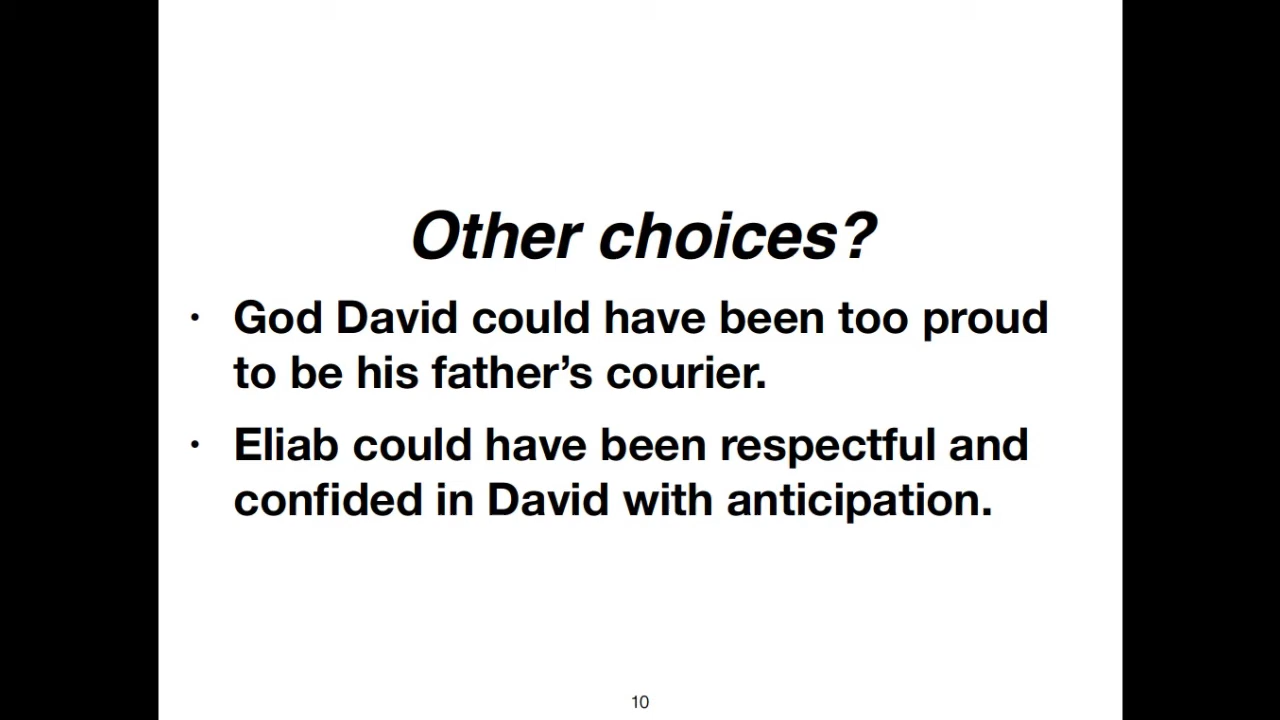 Other choices?
• God David could have been too proud
to be his father’s courier.
• Eliab could have been respectful and
confided in David with anticipation.
10